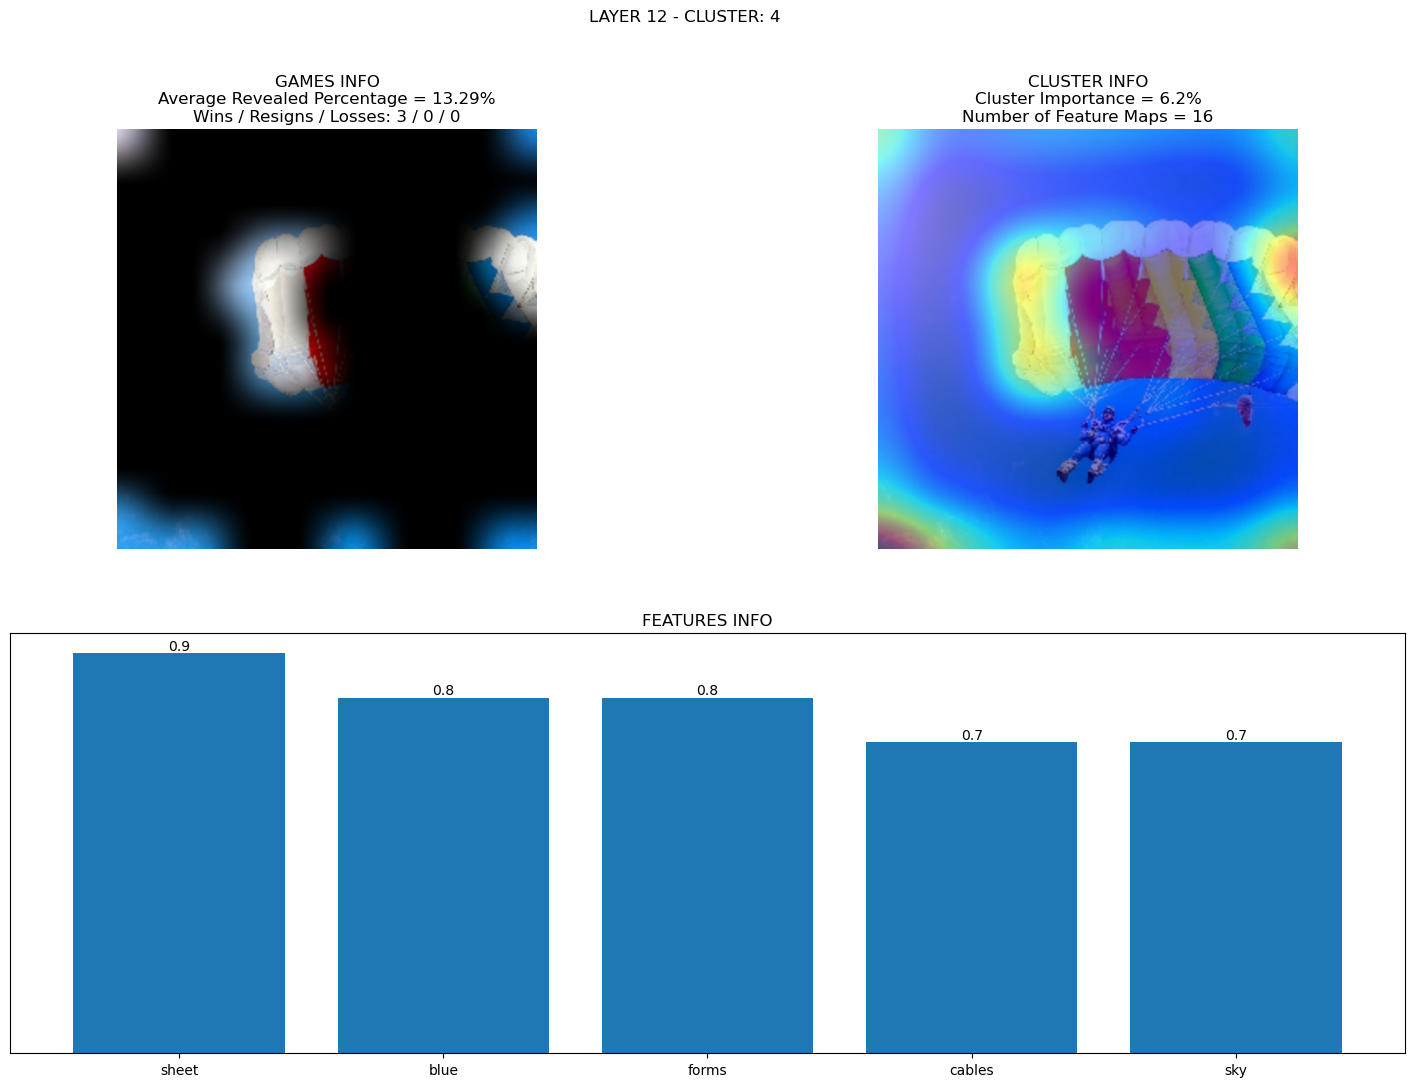 LAYER 12 - CLUSTER: 4
GAMES INFO
Average Revealed Percentage = 13.29%
Wins / Resigns / Losses: 3 / 0 / 0
CLUSTER INFO
Cluster Importance = 6.2%
Number of Feature Maps = 16
FEATURES INFO
0.9
0.8
0.8
0.7
0.7
sheet
blue
forms
cables
sky